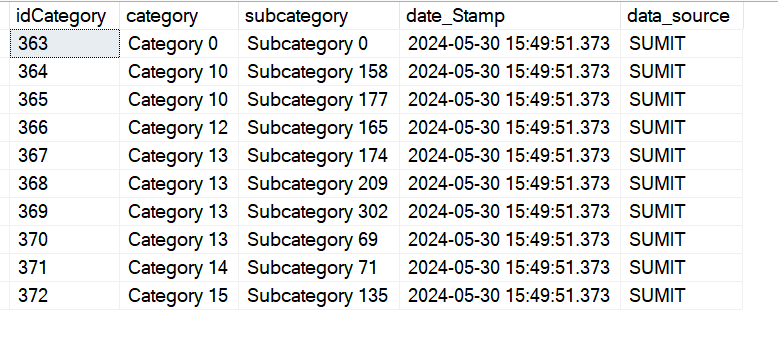 idCategory category subcategory date_Stamp data_source
363 Category 0 Subcategory 0 2024-05-30 15:49:51.373 SUMIT
364 Category 10 Subcategory 158 2024-05-30 15:49:51.373 SUMIT
365 Category 10 Subcategory 177 2024-05-30 15:49:51.373 SUMIT
366 Category 12 Subcategory 165 2024-05-30 15:49:51.373 SUMIT
367 Category 13 Subcategory 174 2024-05-30 15:49:51.373 SUMIT
368 Category 13 Subcategory 209 2024-05-30 15:49:51.373 SUMIT
369 Category 13 Subcategory 302 2024-05-30 15:49:51.373 SUMIT
370 Category 13 Subcategory 69 2024-05-30 15:49:51.373 SUMIT
371 Category 14 Subcategory 71 2024-05-30 15:49:51.373 SUMIT
372 Category 15 Subcategory 135 2024-05-30 15:49:51.373 SUMIT